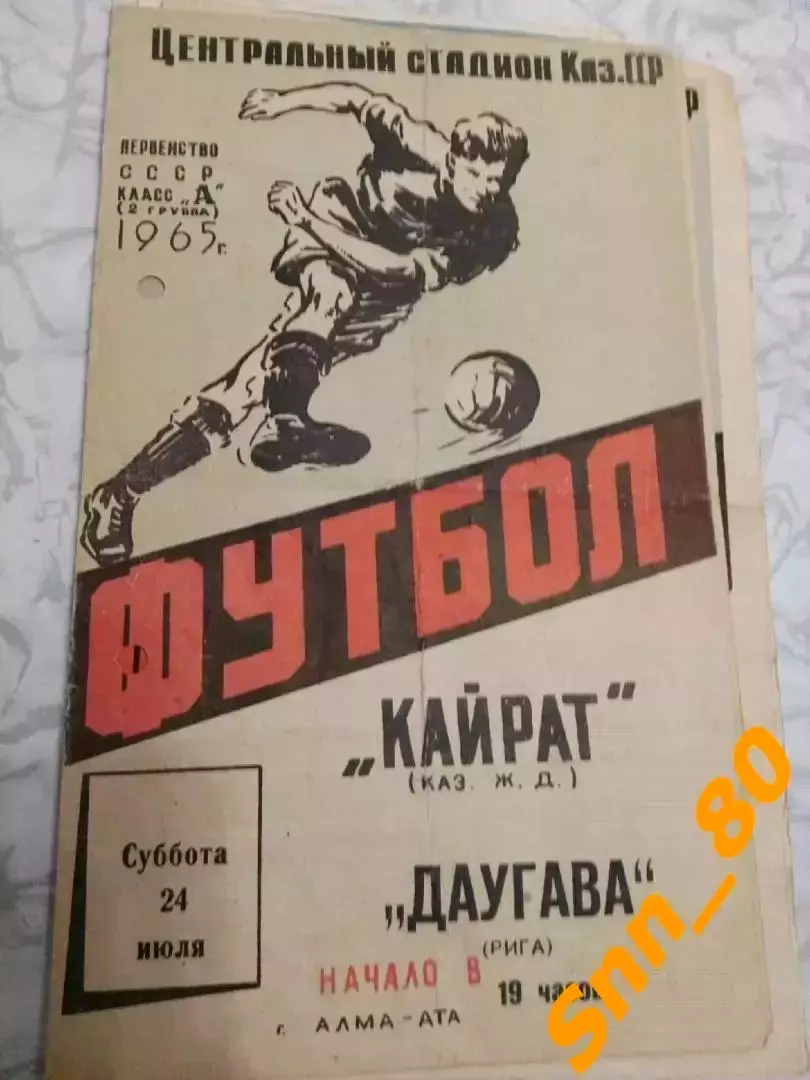 Центральный стадион Каз.ССР
Р
ПЕРВЕНСТВО
СССР
КЛАСС „А"
(2 ГРУППА)
1965 г.
ФУТБОЛ
„КАЙРАТ"
(КАЗ. Ж. Д.)
Суббота
24
июля
„ДАУГАВА"
(РИГА)
НАЧАЛО В 19 часов
г. АЛМА-АТА
snn_80